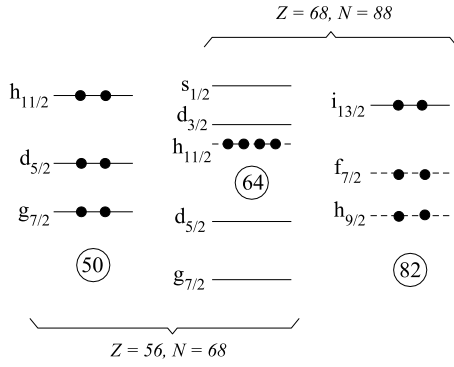 Z = 68, N = 88
h11/2
d5/2
g7/2
50
s1/2
d3/2
h11/2
64
d5/2
g7/2
i13/2
f7/2
h9/2
82
Z = 56, N = 68